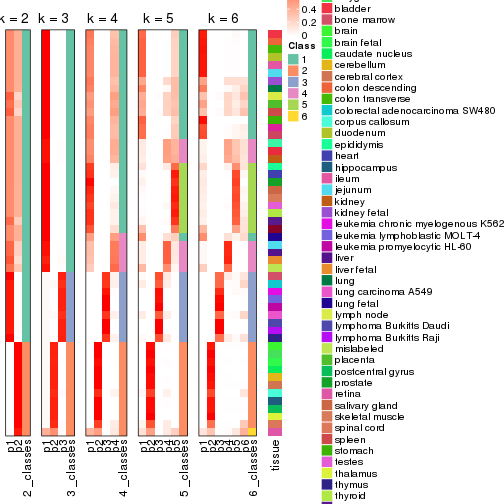 k = 2
k = 3
k = 4
k = 5
k = 6
0.4
0.2
0
Class
1
2
3
4
5
6
bladder
bone marrow
brain
brain fetal
caudate nucleus
cerebellum
cerebral cortex
colon descending
colon transverse
colorectal adenocarcinoma SW480
corpus callosum
duodenum
epididymis
heart
hippocampus
ileum
jejunum
kidney
kidney fetal
leukemia chronic myelogenous K562
leukemia lymphoblastic MOLT-4
leukemia promyelocytic HL-60
liver
liver fetal
lung
lung carcinoma A549
lung fetal
lymph node
lymphoma Burkitts Daudi
lymphoma Burkitts Raji
mislabeled
placenta
postcentral gyrus
prostate
retina
salivary gland
skeletal muscle
spinal cord
spleen
stomach
testes
thalamus
thymus
thyroid
p1
p2
2_classes
p1
p2
p3
3_classes
p1
p2
p3
p4
4_classes
p1
p2
p3
p4
p5
5_classes
p1
p2
p3
p4
p5
p6
6_classes
tissue